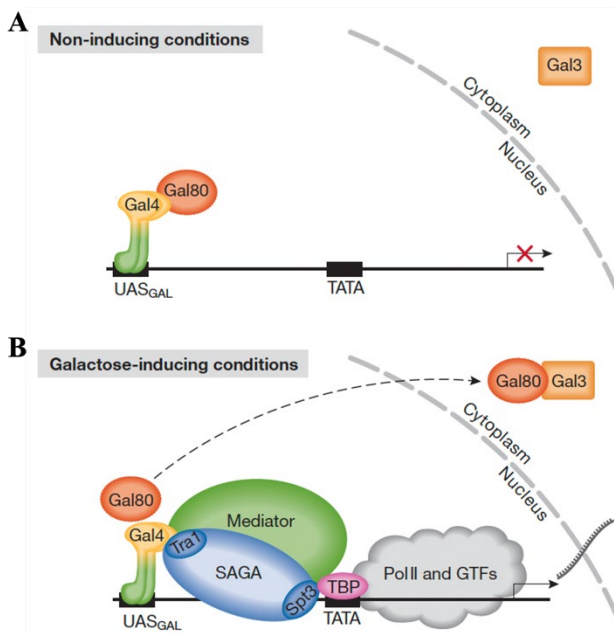 A
Non-inducing conditions
Gal3
Cytoplasm
Nucleus
Gal80
Gal4
UASGAL
TATA
B
Galactose-inducing conditions
Gal80
Gal3
Cytoplasm
Nucleus
Gal80
Gal4
Mediator
Tra1
SAGA
Spt3
TBP
PolII and GTFs
UASGAL
TATA